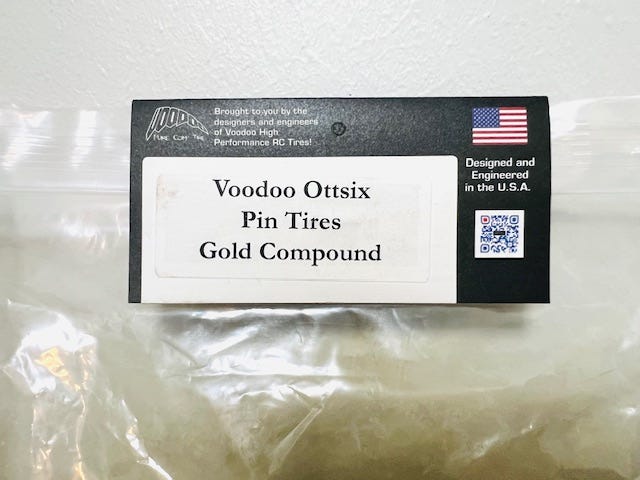 VOODOO
Brought to you by the
designers and engineers
of Voodoo High
Performance RC Tires!
Designed and
Engineered
in the U.S.A.
Voodoo Ottsix
Pin Tires
Gold Compound